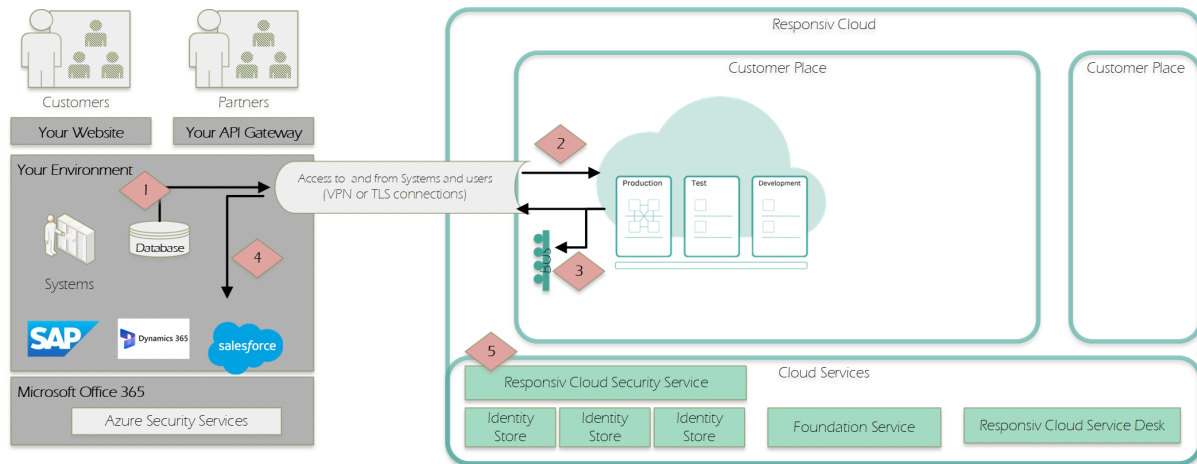 Responsiv Cloud
Customer Place
Customer Place
Customers
Partners
Your Website
Your API Gateway
Your Environment
1
Access to and from Systems and users
(VPN or TLS connections)
2
Production
Test
Development
Database
Systems
4
3
SAP
Dynamics 365
salesforce
5
Microsoft Office 365
Azure Security Services
Responsiv Cloud Security Service
Cloud Services
Identity
Store
Identity
Store
Identity
Store
Foundation Service
Responsiv Cloud Service Desk